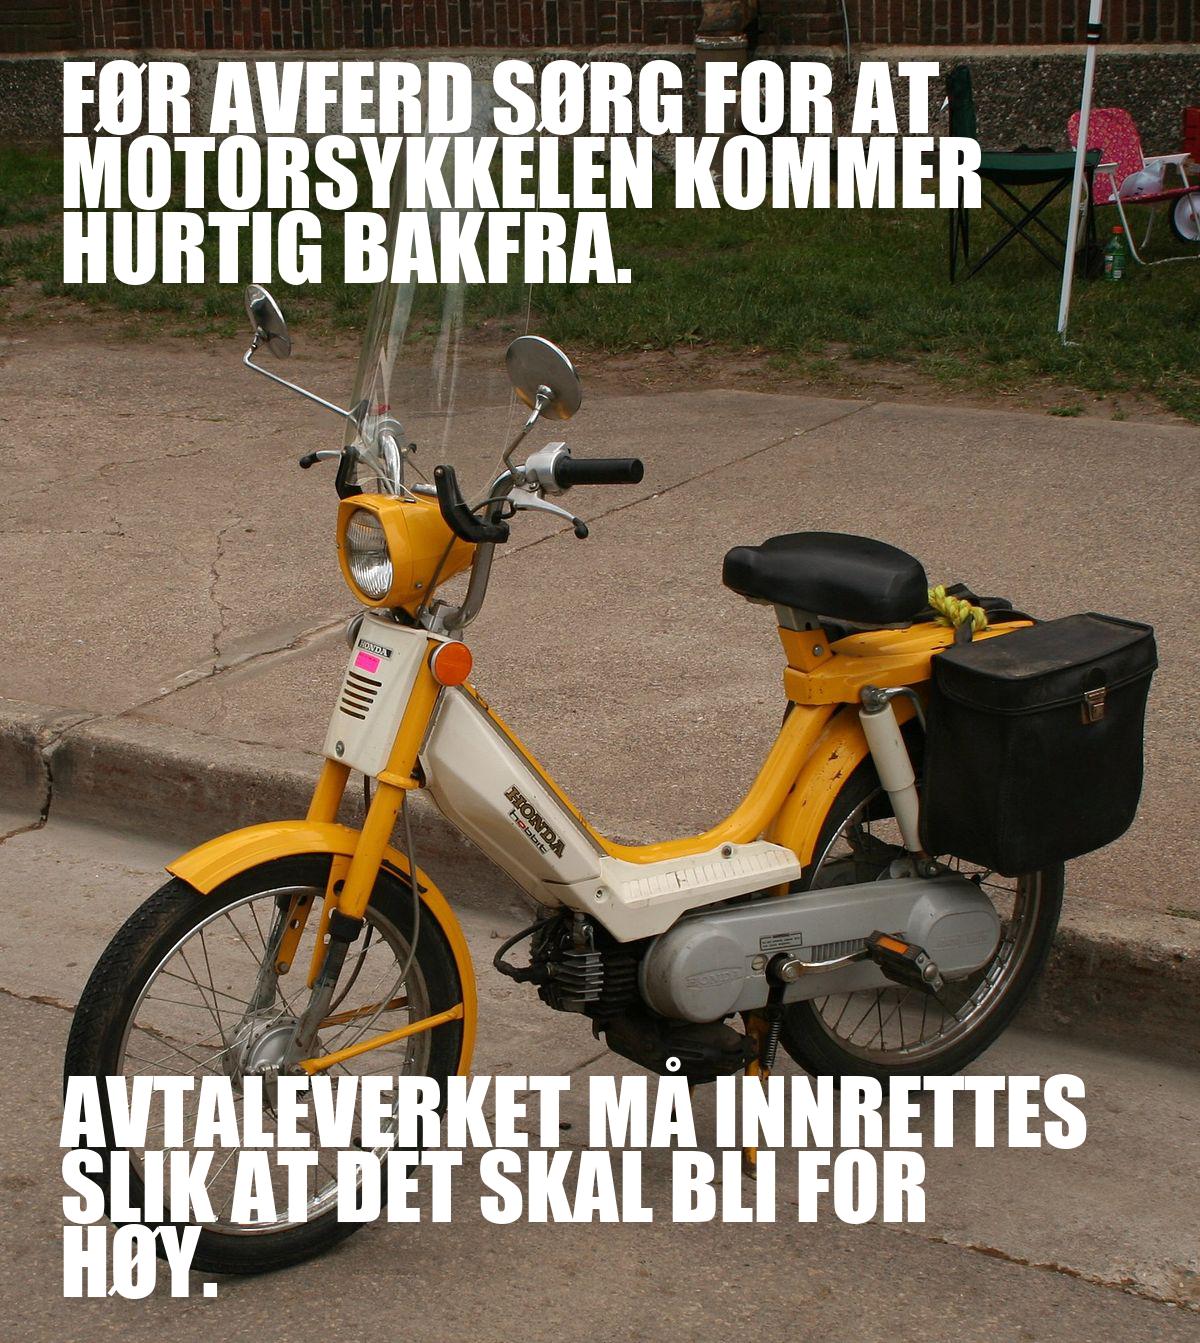 FØR AVFERD SØRG FOR AT
MOTORSYKKELEN KOMMER
HURTIG BAKFRA.
HONDA
HONDA
hobbit
HONDA
AVTALEVERKET MÅ INNRETTES
SLIK AT DET SKAL BLI FOR
HØY.